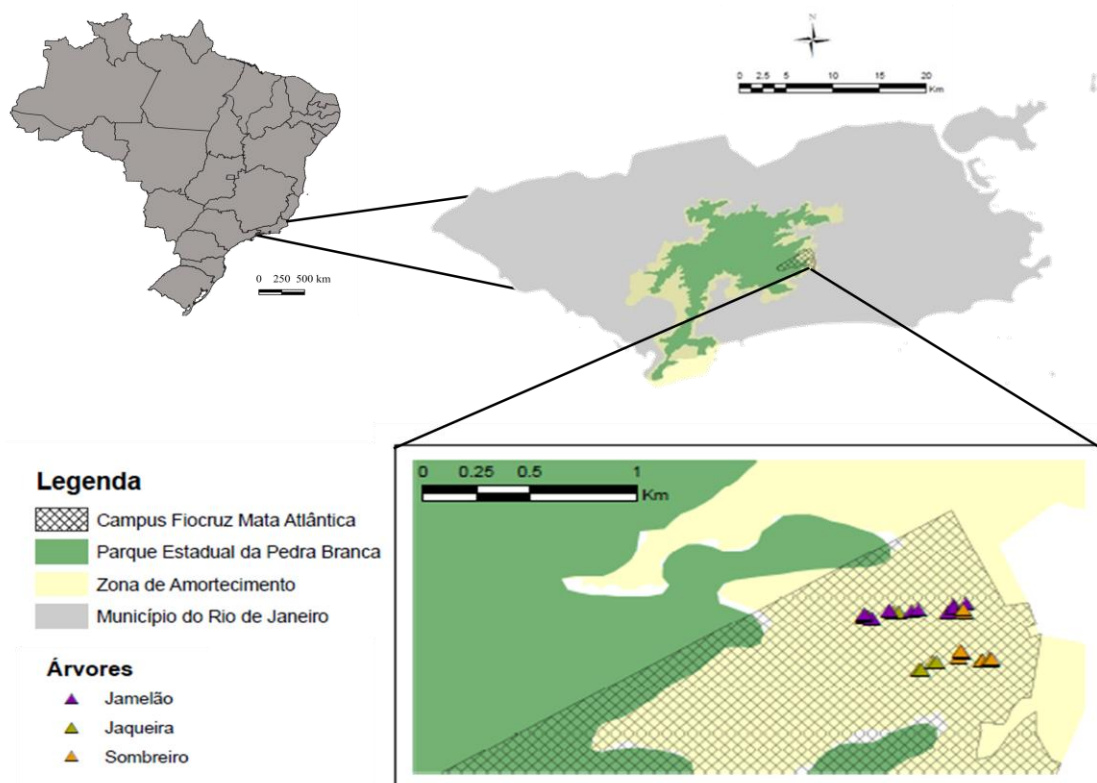 N
0 2.5 5 10 15 20
Km
0 250 500 km
Legenda
Campus Fiocruz Mata Atlântica
Parque Estadual da Pedra Branca
Zona de Amortecimento
Município do Rio de Janeiro
Árvores
Jamelão
Jaqueira
Sombreiro
0 0.25 0.5 1
Km